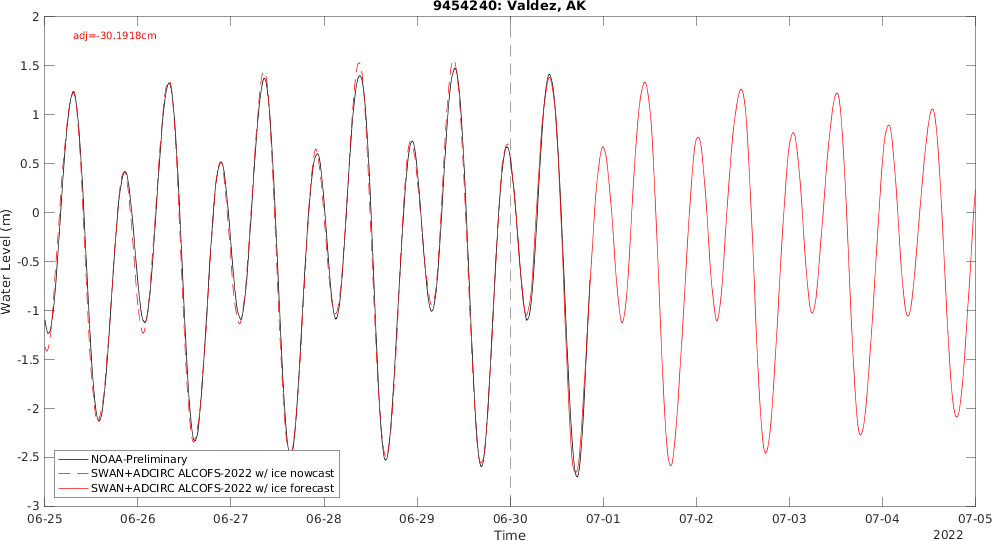 9454240: Valdez, AK
adj=-30.1918cm
Water Level (m)
2
1.5
1
0.5
0
-0.5
-1
-1.5
-2
-2.5
-3
NOAA-Preliminary
SWAN+ADCIRC ALCOFS-2022 w/ ice nowcast
SWAN+ADCIRC ALCOFS-2022 w/ ice forecast
06-25 06-26 06-27 06-28 06-29 06-30 07-01 07-02 07-03 07-04 07-05
Time
2022